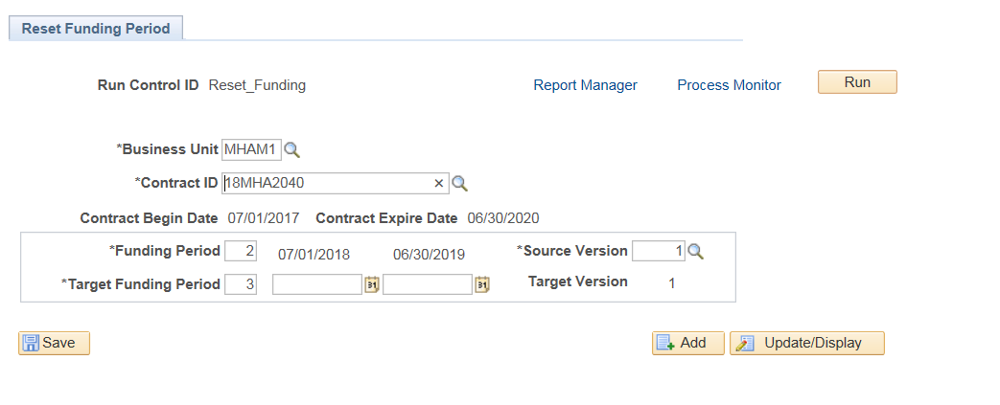 Reset Funding Period
Run Control ID Reset_Funding Report Manager Process Monitor Run
*Business Unit MHAM1
*Contract ID 18MHA2040 ×
Contract Begin Date 07/01/2017 Contract Expire Date 06/30/2020
*Funding Period 2 07/01/2018 06/30/2019 *Source Version 1
*Target Funding Period 3 31 31 Target Version 1
Save Add Update/Display